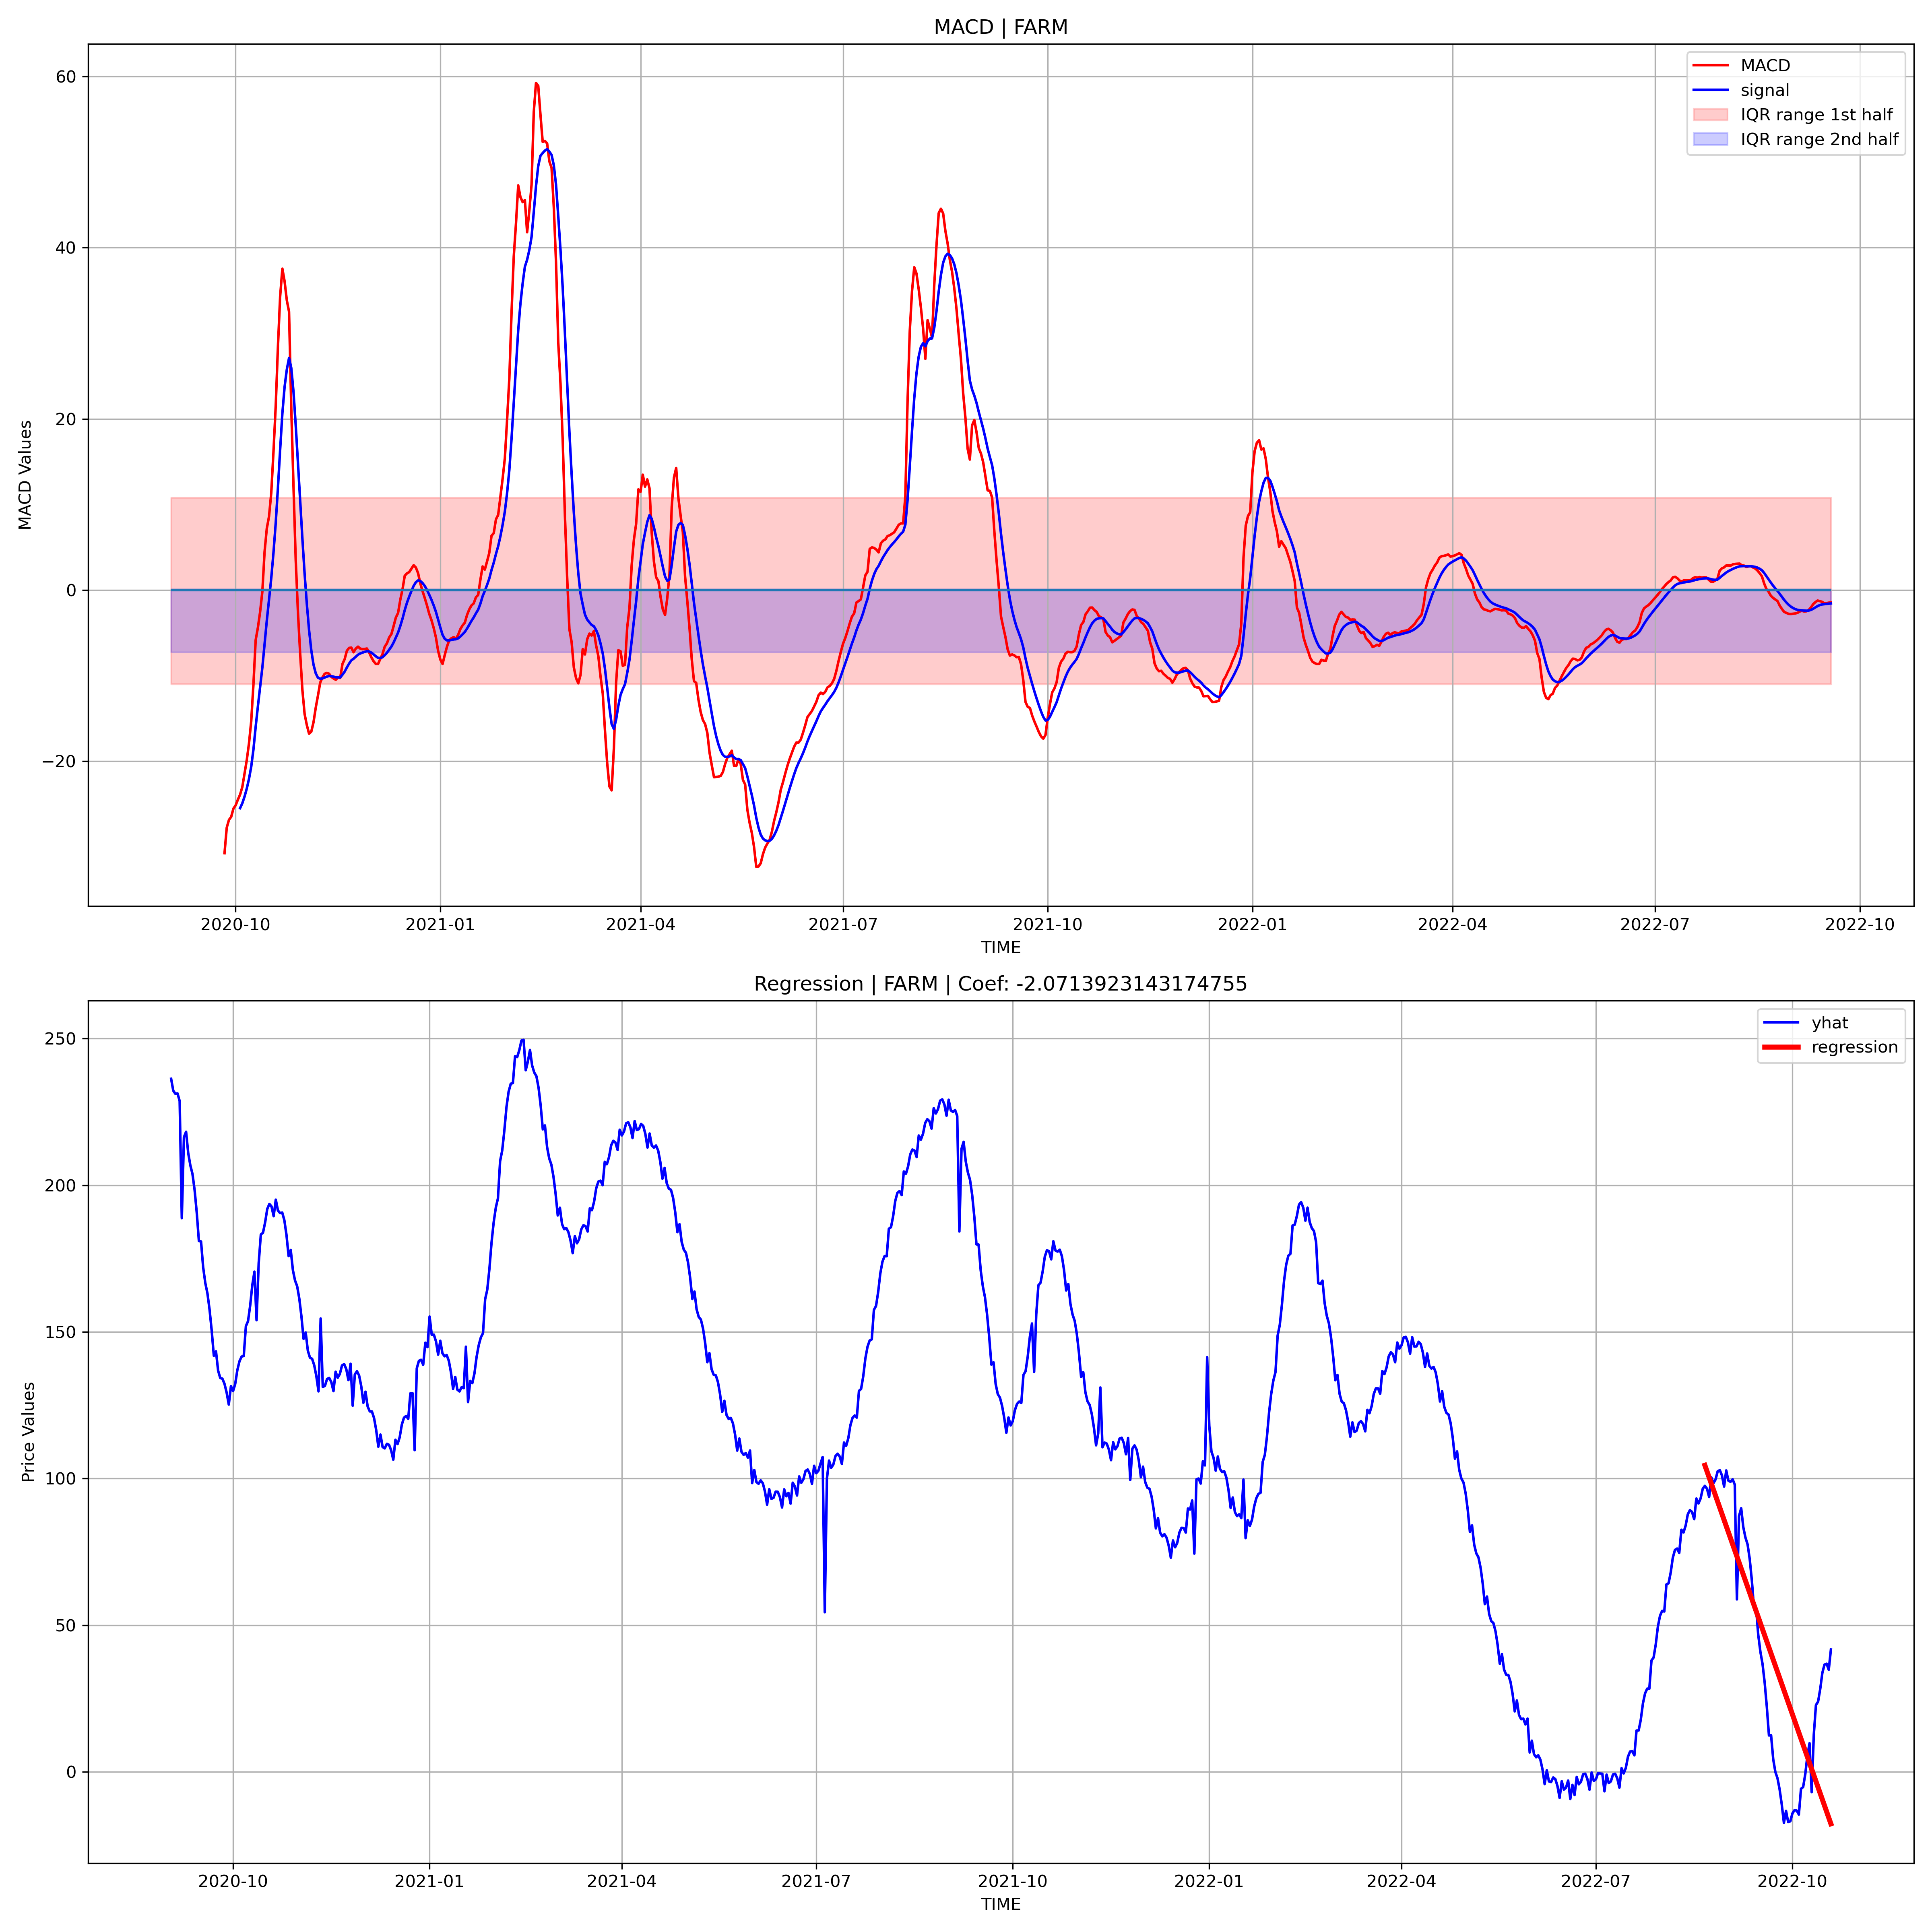 MACD | FARM
MACD
signal
IQR range 1st half
IQR range 2nd half
MACD Values
60
40
20
0
−20
2020-10 2021-01 2021-04 2021-07 2021-10 2022-01 2022-04 2022-07 2022-10
TIME
Regression | FARM | Coef: -2.0713923143174755
yhat
regression
Price Values
250
200
150
100
50
0
2020-10 2021-01 2021-04 2021-07 2021-10 2022-01 2022-04 2022-07 2022-10
TIME